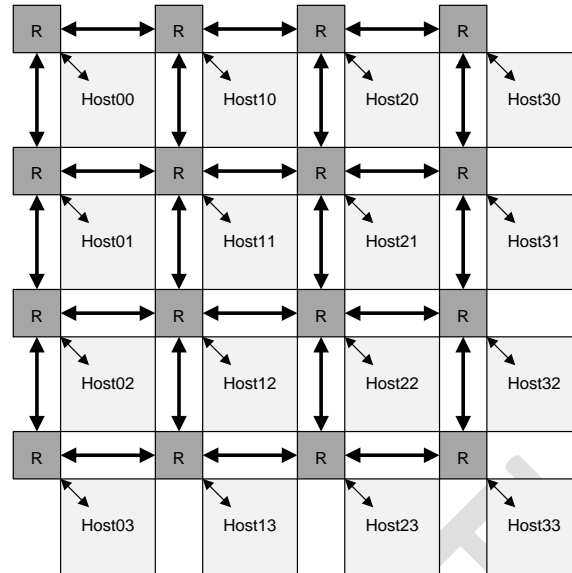 R R R R
Host00 Host10 Host20 Host30
R R R R
Host01 Host11 Host21 Host31
R R R R
Host02 Host12 Host22 Host32
R R R R
Host03 Host13 Host23 Host33